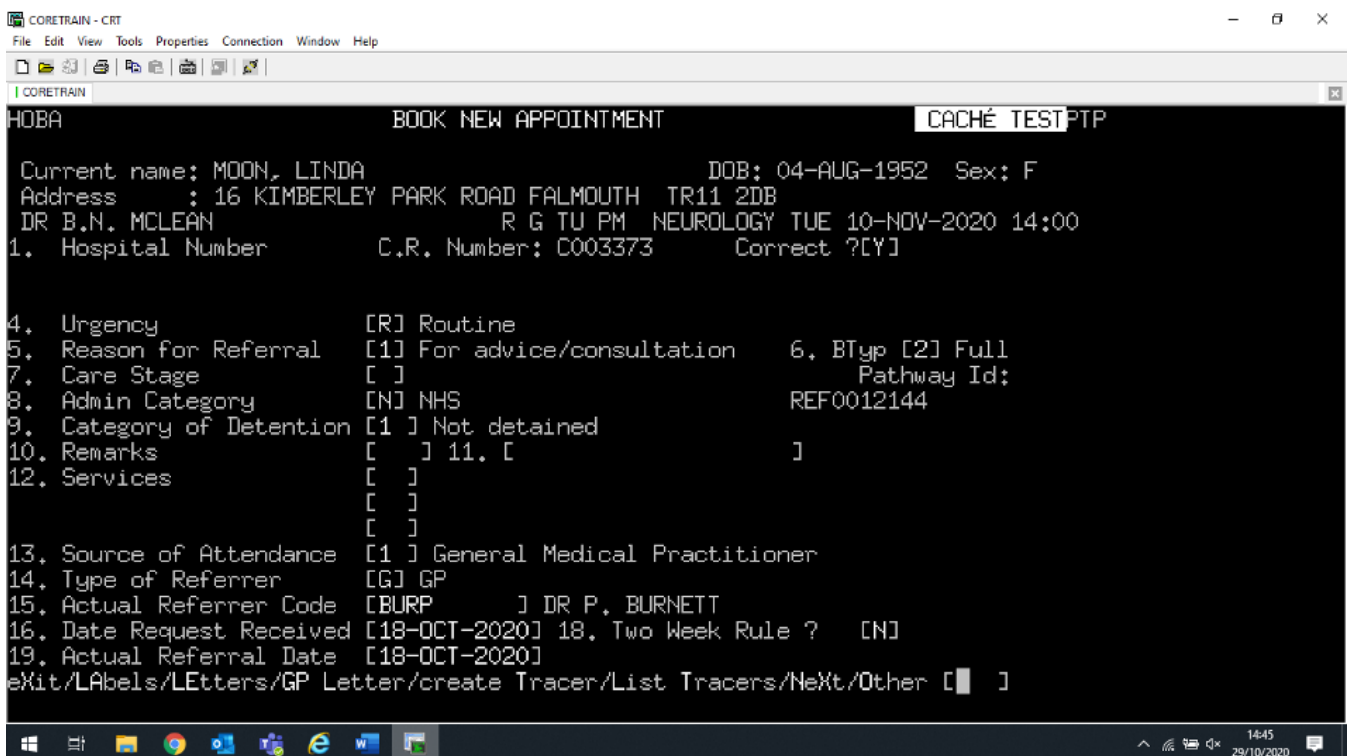 CORETRAIN - CRT
File Edit View Tools Properties Connection Window Help
CORETRAIN
HOBA BOOK NEW APPOINTMENT CACHÉ TESTPTP
Current name: MOON, LINDA DOB: 04-AUG-1952 Sex: F
Address : 16 KIMBERLEY PARK ROAD FALMOUTH TR11 2DB
DR B.N. MCLEAN R G TU PM NEUROLOGY TUE 10-NOV-2020 14:00
1. Hospital Number C.R. Number: C003373 Correct ?[Y]
4. Urgency [R] Routine
5. Reason for Referral [1] For advice/consultation 6. BTyp [2] Full
7. Care Stage [ ] Pathway Id:
8. Admin Category [N] NHS REF0012144
9. Category of Detention [1 ] Not detained
10. Remarks [ ] 11. [ ]
12. Services [ ]
[ ]
[ ]
13. Source of Attendance [1 ] General Medical Practitioner
14. Type of Referrer [G] GP
15. Actual Referrer Code [BURP ] DR P. BURNETT
16. Date Request Received [18-OCT-2020] 18. Two Week Rule ? [N]
19. Actual Referral Date [18-OCT-2020]
eXit/LAbels/LEtters/GP Letter/create Tracer/List Tracers/NeXt/Other [ ]
14:45
29/10/2020